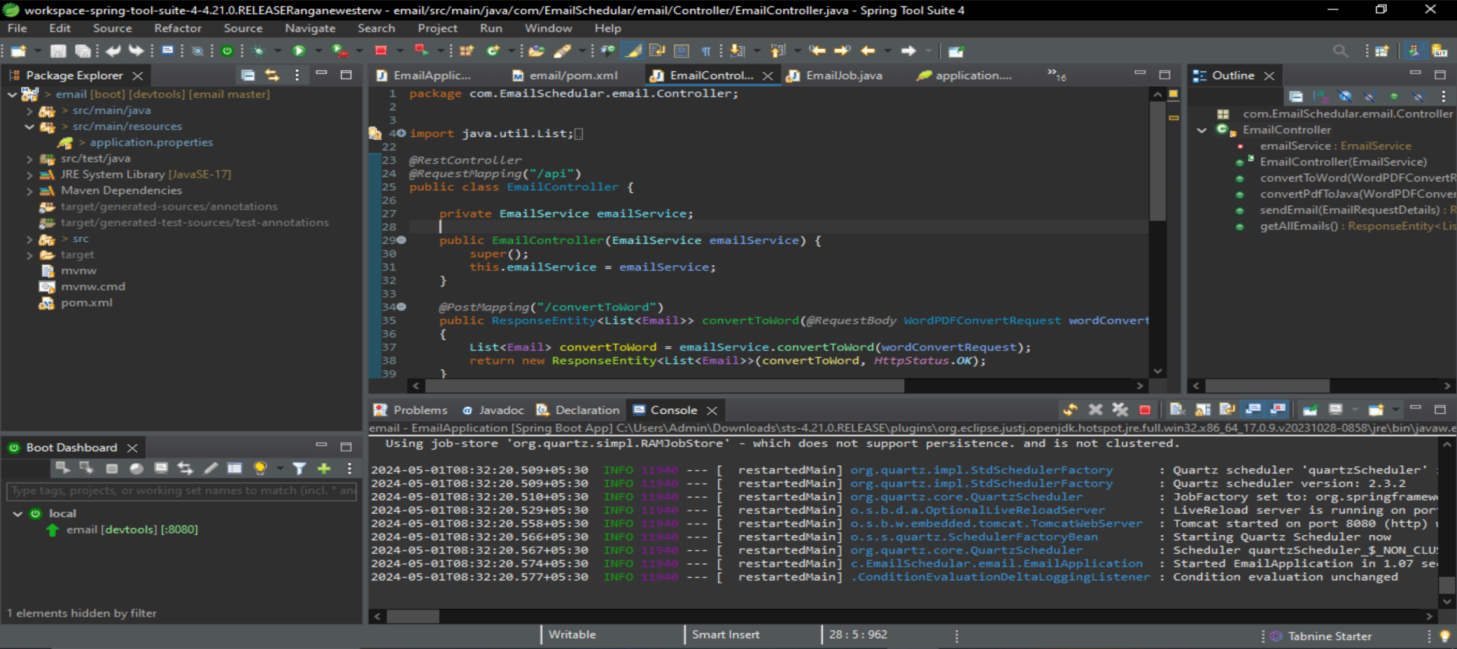 workspace-spring-tool-suite-4-4.21.0.RELEASERanganewesterw - email/src/main/java/com/EmailSchedular/email/Controller/EmailController.java - Spring Tool Suite 4
File Edit Source Refactor Source Navigate Search Project Run Window Help
Package Explorer
> email [boot] [devtools] [email master]
> src/main/java
> src/main/resources
> application.properties
src/test/java
JRE System Library [JavaSE-17]
Maven Dependencies
target/generated-sources/annotations
target/generated-test-sources/test-annotations
> src
target
mvnw
mvnw.cmd
pom.xml
Boot Dashboard
Type tags, projects, or working set names to match (incl. * an
local
email [devtools] [:8080]
1 elements hidden by filter
EmailApplic... email/pom.xml EmailControl... EmailJob.java application.... »16
1 package com.EmailSchedular.email.Controller;
2
3
4 import java.util.List;
22
23 @RestController
24 @RequestMapping("/api")
25 public class EmailController {
26
27 private EmailService emailService;
28
29 public EmailController(EmailService emailService) {
30 super();
31 this.emailService = emailService;
32 }
33
34 @PostMapping("/convertToWord")
35 public ResponseEntity<List<Email>> convertToWord(@RequestBody WordPDFConvertRequest wordConvert
36 {
37 List<Email> convertToWord = emailService.convertToWord(wordConvertRequest);
38 return new ResponseEntity<List<Email>>(convertToWord, HttpStatus.OK);
39 }
Outline
com.EmailSchedular.email.Controller
EmailController
emailService : EmailService
EmailController(EmailService)
convertToWord(WordPDFConvertR
convertPdfToJava(WordPDFConver
sendEmail(EmailRequestDetails) : R
getAllEmails() : ResponseEntity<Lis
Problems Javadoc Declaration Console
email - EmailApplication [Spring Boot App] C:\Users\Admin\Downloads\sts-4.21.0.RELEASE\plugins\org.eclipse.justj.openjdk.hotspot.jre.full.win32.x86_64_17.0.9.v20231028-0858\jre\bin\javaw.e
Using job-store 'org.quartz.simpl.RAMJobStore' - which does not support persistence. and is not clustered.
2024-05-01T08:32:20.509+05:30 INFO 11940 --- [ restartedMain] org.quartz.impl.StdSchedulerFactory : Quartz scheduler 'quartzScheduler'
2024-05-01T08:32:20.509+05:30 INFO 11940 --- [ restartedMain] org.quartz.impl.StdSchedulerFactory : Quartz scheduler version: 2.3.2
2024-05-01T08:32:20.510+05:30 INFO 11940 --- [ restartedMain] org.quartz.core.QuartzScheduler : JobFactory set to: org.springframew
2024-05-01T08:32:20.529+05:30 INFO 11940 --- [ restartedMain] o.s.b.d.a.OptionalLiveReloadServer : LiveReload server is running on por
2024-05-01T08:32:20.558+05:30 INFO 11940 --- [ restartedMain] o.s.b.w.embedded.tomcat.TomcatWebServer : Tomcat started on port 8080 (http) w
2024-05-01T08:32:20.566+05:30 INFO 11940 --- [ restartedMain] o.s.s.quartz.SchedulerFactoryBean : Starting Quartz Scheduler now
2024-05-01T08:32:20.567+05:30 INFO 11940 --- [ restartedMain] org.quartz.core.QuartzScheduler : Scheduler quartzScheduler_$_NON_CLUS
2024-05-01T08:32:20.574+05:30 INFO 11940 --- [ restartedMain] c.EmailSchedular.email.EmailApplication : Started EmailApplication in 1.07 sec
2024-05-01T08:32:20.577+05:30 INFO 11940 --- [ restartedMain] .ConditionEvaluationDeltaLoggingListener : Condition evaluation unchanged
Writable Smart Insert 28 : 5 : 962 Tabnine Starter